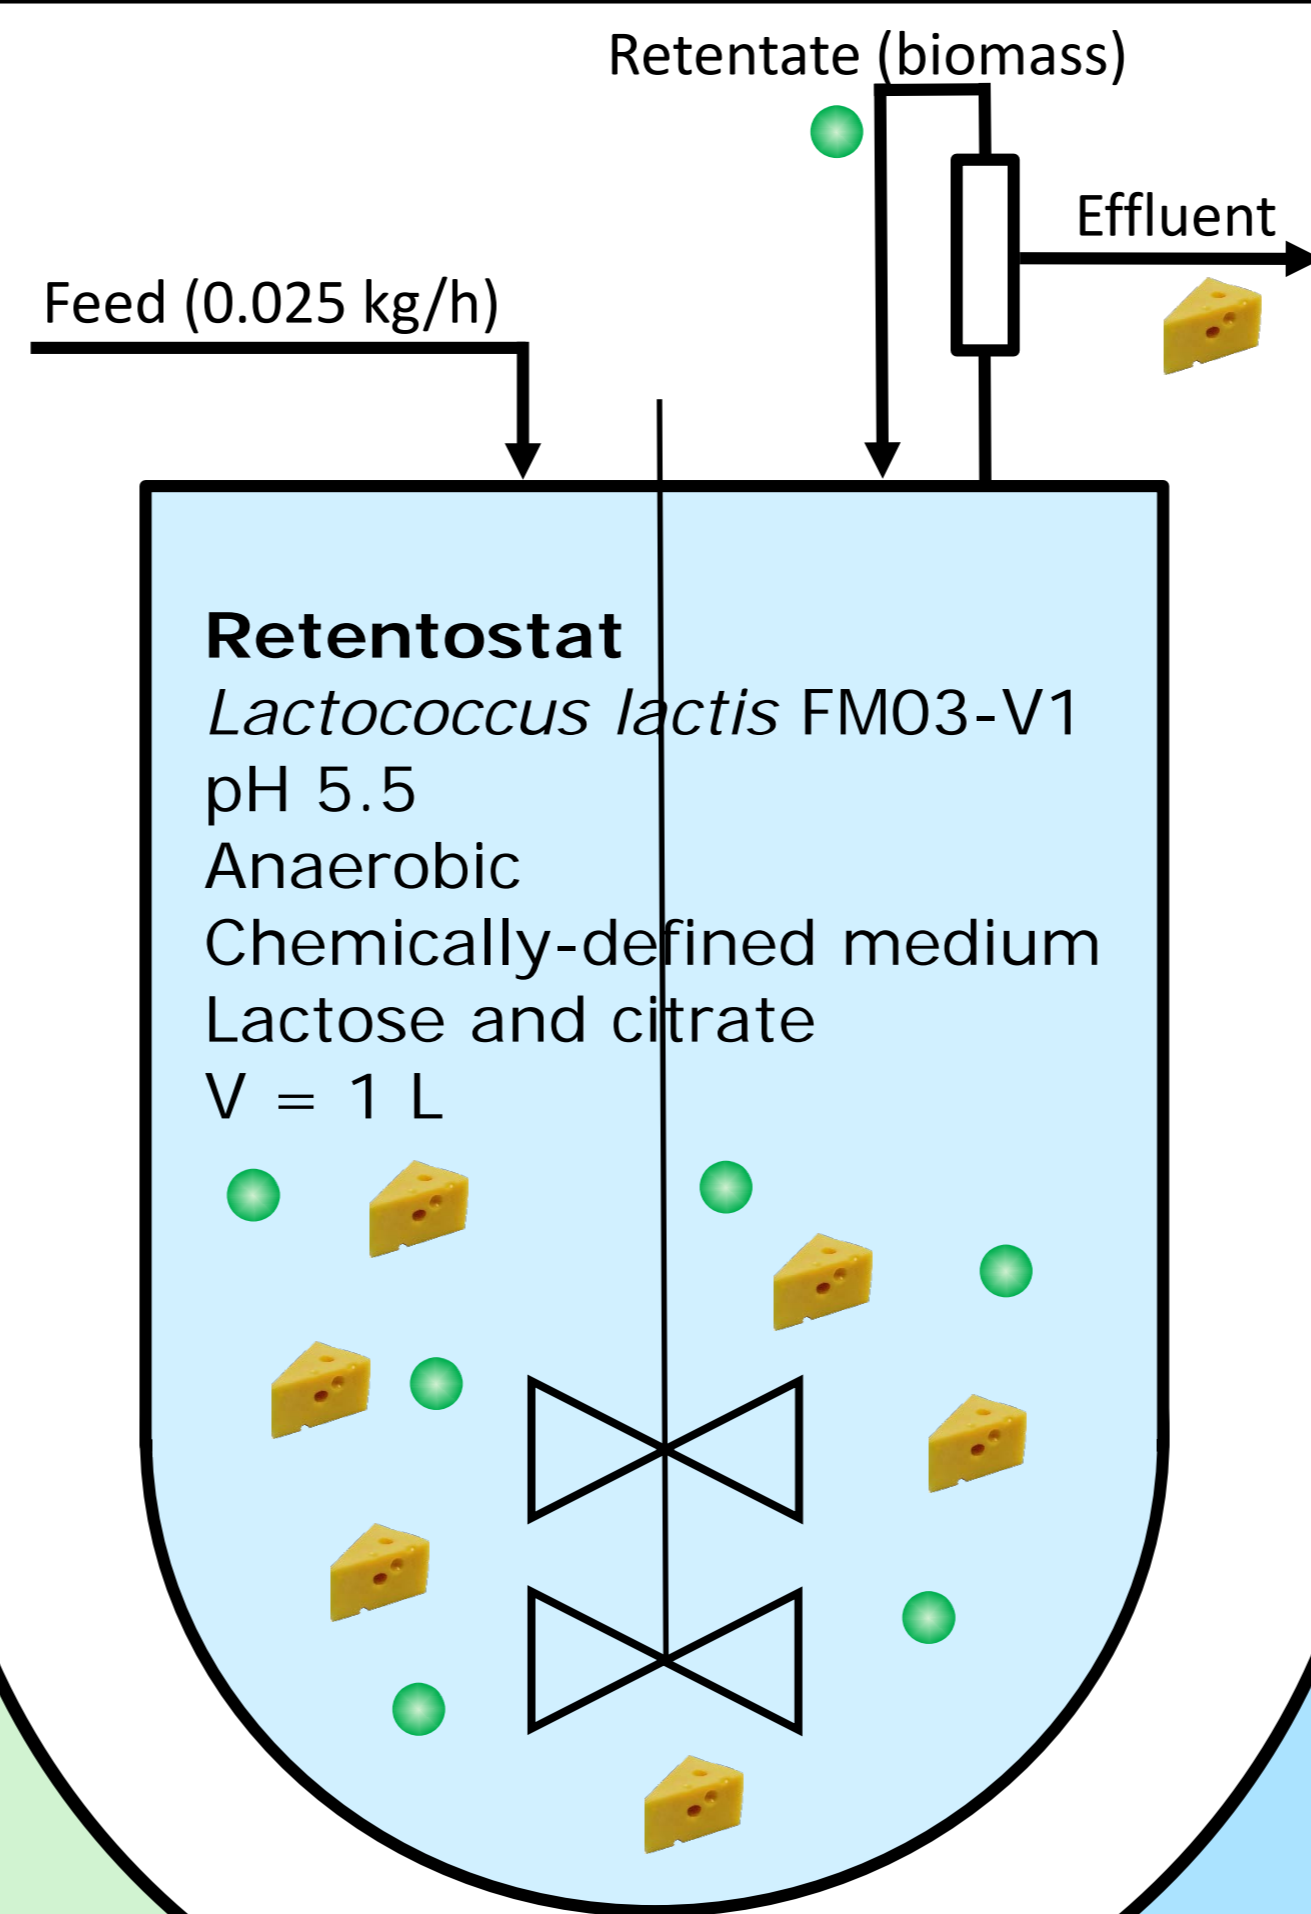 Retentate (biomass)
Effluent
Feed (0.025 kg/h)
Retentostat
Lactococcus lactis FM03-V1
pH 5.5
Anaerobic
Chemically-defined medium
Lactose and citrate
V = 1 L